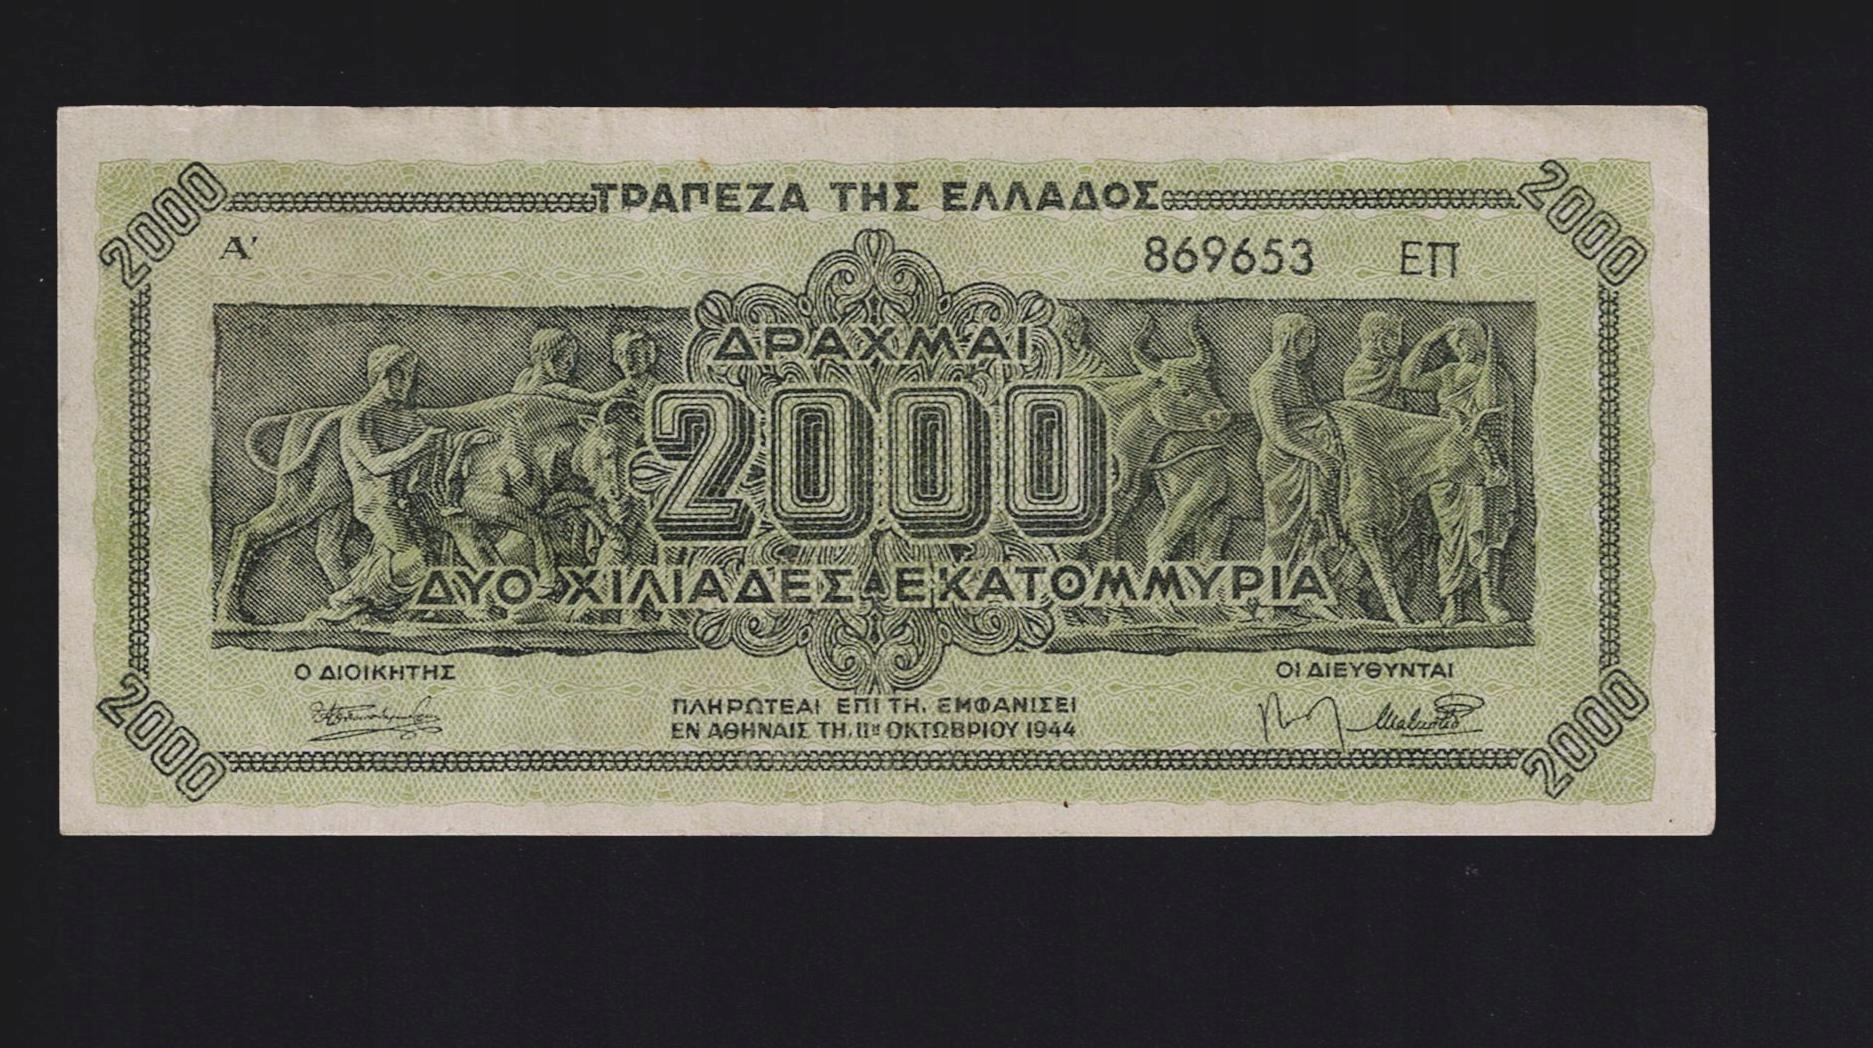 2000 ΤΡΑΠΕΖΑ ΤΗΣ ΕΛΛΑΔΟΣ 2000
Α' 869653 ΕΠ
ΔΡΑΧΜΑΙ
2000
ΔΥΟ ΧΙΛΙΑΔΕΣ ΕΚΑΤΟΜΜΥΡΙΑ
Ο ΔΙΟΙΚΗΤΗΣ ΟΙ ΔΙΕΥΘΥΝΤΑΙ
ΠΛΗΡΩΤΕΑΙ ΕΠΙ ΤΗ, ΕΜΦΑΝΙΣΕΙ
ΕΝ ΑΘΗΝΑΙΣ ΤΗ, 11ῃ ΟΚΤΩΒΡΙΟΥ 1944
2000 2000